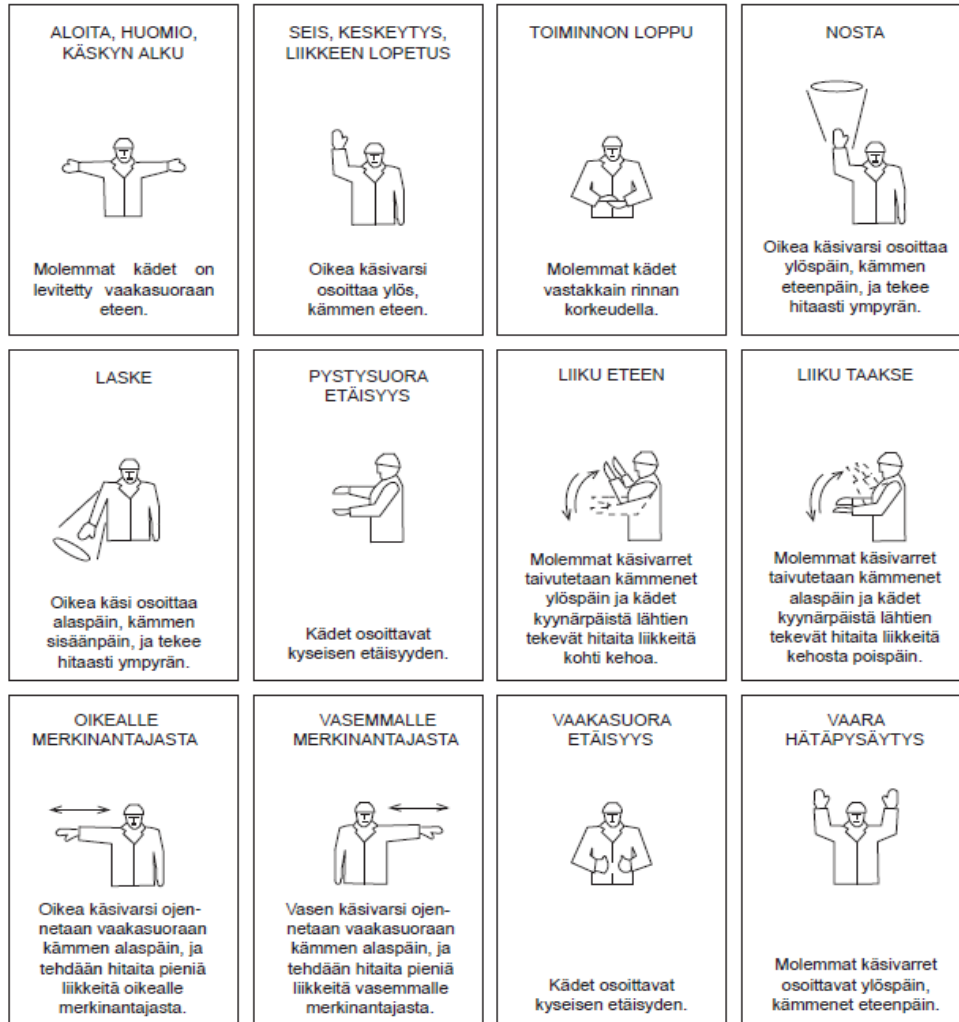 ALOITA, HUOMIO,
KÄSKYN ALKU
Molemmat kädet on
levitetty vaakasuoraan
eteen.
SEIS, KESKEYTYS,
LIIKKEEN LOPETUS
Oikea käsivarsi
osoittaa ylös,
kämmen eteen.
TOIMINNON LOPPU
Molemmat kädet
vastakkain rinnan
korkeudella.
NOSTA
Oikea käsivarsi osoittaa
ylöspäin, kämmen
eteenpäin, ja tekee
hitaasti ympyrän.
LASKE
Oikea käsi osoittaa
alaspäin, kämmen
sisäänpäin, ja tekee
hitaasti ympyrän.
PYSTYSUORA
ETÄISYYS
Kädet osoittavat
kyseisen etäisyyden.
LIIKU ETEEN
Molemmat käsivarret
taivutetaan kämmenet
ylöspäin ja kädet
kyynärpäistä lähtien
tekevät hitaita liikkeitä
kohti kehoa.
LIIKU TAAKSE
Molemmat käsivarret
taivutetaan kämmenet
alaspäin ja kädet
kyynärpäistä lähtien
tekevät hitaita liikkeitä
kehosta poispäin.
OIKEALLE
MERKINANTAJASTA
Oikea käsivarsi ojen-
netaan vaakasuoraan
kämmen alaspäin, ja
tehdään hitaita pieniä
liikkeitä oikealle
merkinantajasta.
VASEMMALLE
MERKINANTAJASTA
Vasen käsivarsi ojen-
netaan vaakasuoraan
kämmen alaspäin, ja
tehdään hitaita pieniä
liikkeitä vasemmalle
merkinantajasta.
VAAKASUORA
ETÄISYYS
Kädet osoittavat
kyseisen etäisyden.
VAARA
HÄTÄPYSÄYTYS
Molemmat käsivarret
osoittavat ylöspäin,
kämmenet eteenpäin.